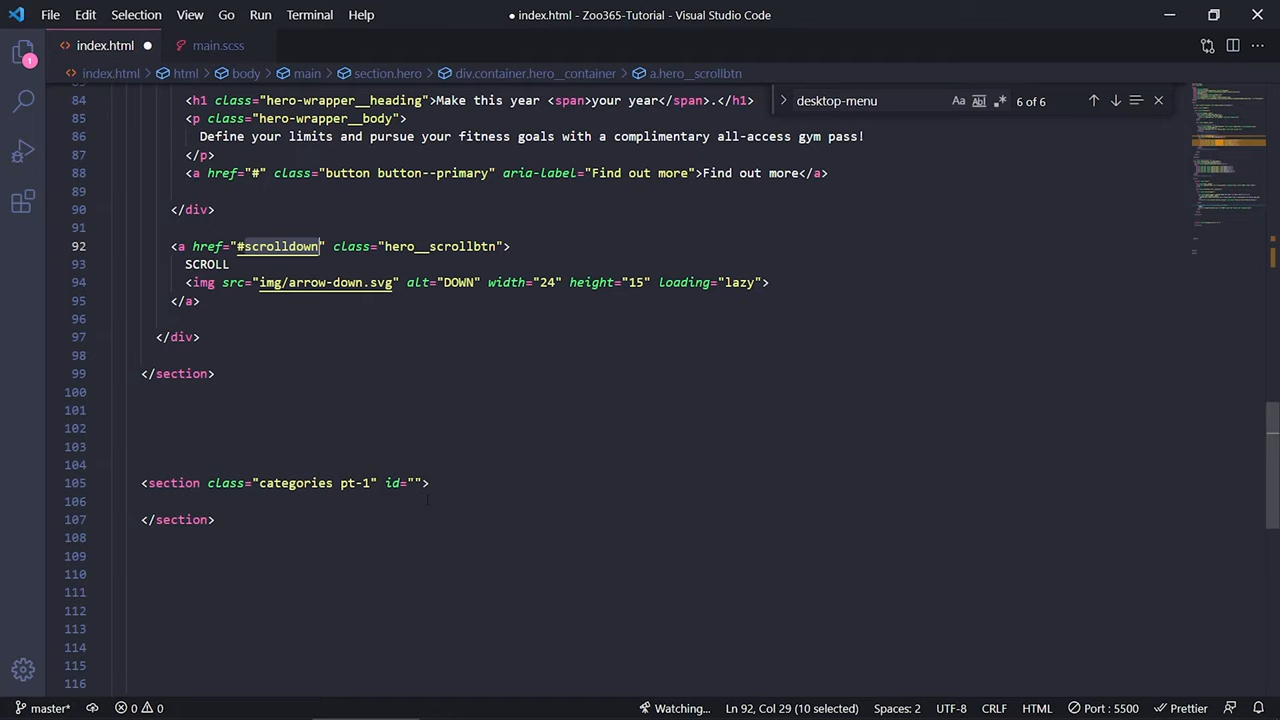 File Edit Selection View Go Run Terminal Help ● index.html - Zoo365-Tutorial - Visual Studio Code
index.html ● main.scss
index.html > html > body > main > section.hero > div.container.hero__container > a.hero__scrollbtn
desktop-menu Aa ab .* 6 of 6
84 <h1 class="hero-wrapper__heading">Make this year <span>your year</span>.</h1>
85 <p class="hero-wrapper__body">
86 Define your limits and pursue your fitness goal with a complimentary all-access gym pass!
87 </p>
88 <a href="#" class="button button--primary" aria-label="Find out more">Find out more</a>
89
90 </div>
91
92 <a href="#scrolldown" class="hero__scrollbtn">
93 SCROLL
94 <img src="img/arrow-down.svg" alt="DOWN" width="24" height="15" loading="lazy">
95 </a>
96
97 </div>
98
99 </section>
100
101
102
103
104
105 <section class="categories pt-1" id="">
106
107 </section>
108
109
110
111
112
113
114
115
116
1
master* 0 0 Watching... Ln 92, Col 29 (10 selected) Spaces: 2 UTF-8 CRLF HTML Port : 5500 Prettier